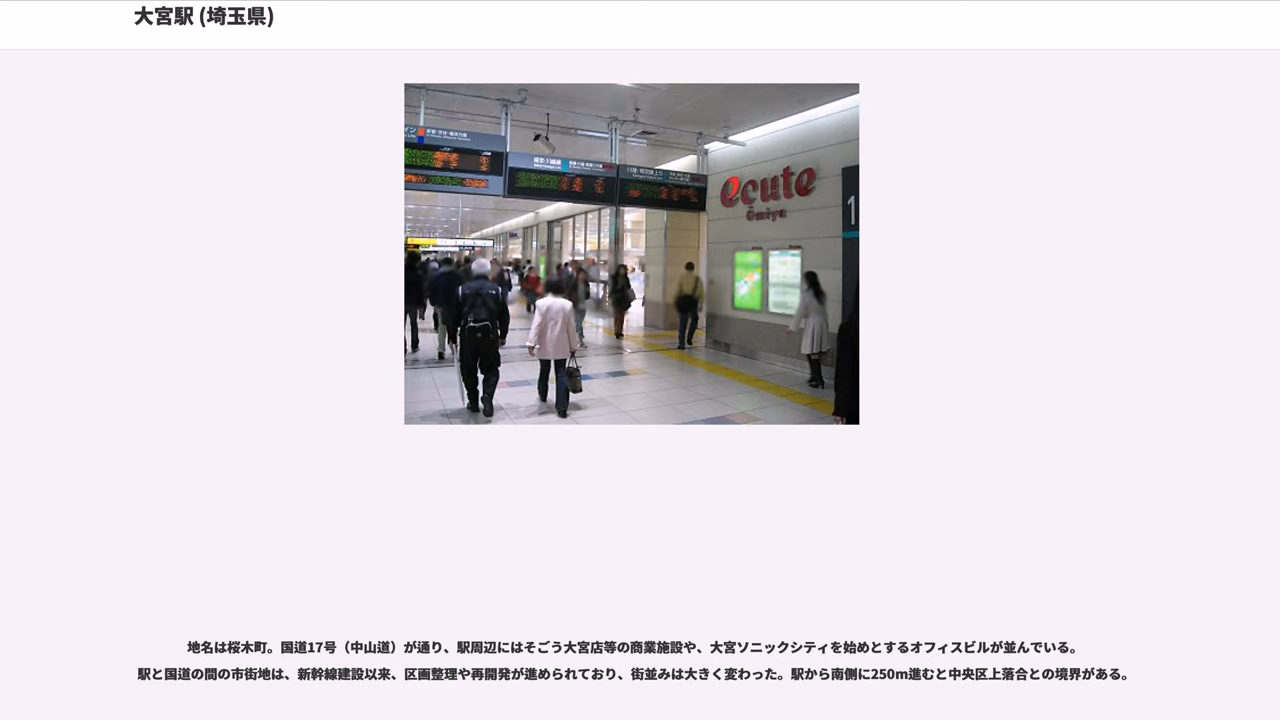 大宮駅 (埼玉県)
ecute
Omiya
1
地名は桜木町。国道17号（中山道）が通り、駅周辺にはそごう大宮店等の商業施設や、大宮ソニックシティを始めとするオフィスビルが並んでいる。
駅と国道の間の市街地は、新幹線建設以来、区画整理や再開発が進められており、街並みは大きく変わった。駅から南側に250m進むと中央区上落合との境界がある。